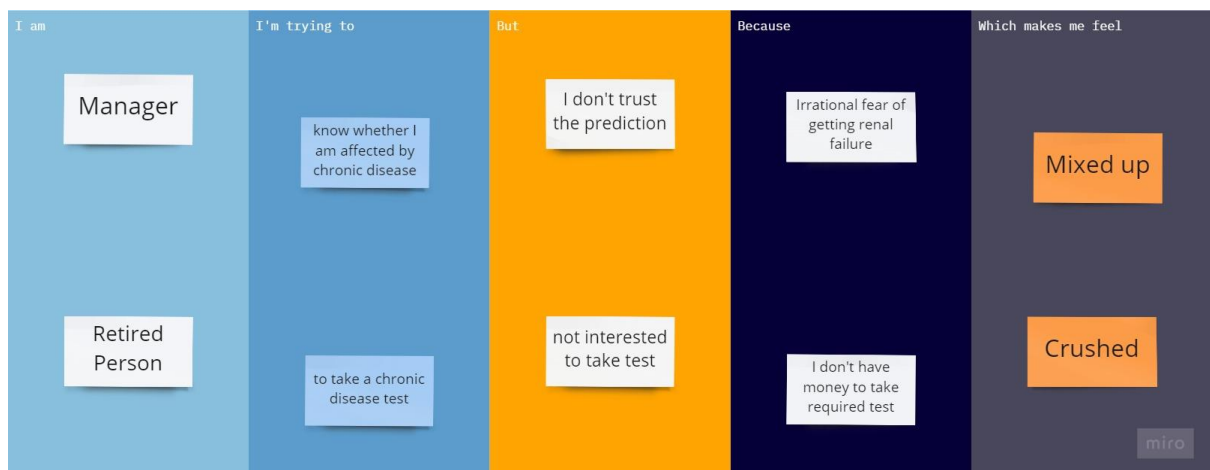 I am
I'm trying to
But
Because
Which makes me feel
Manager
know whether I
am affected by
chronic disease
I don't trust
the prediction
Irrational fear of
getting renal
failure
Mixed up
Retired
Person
to take a chronic
disease test
not interested
to take test
I don't have
money to take
required test
Crushed
miro